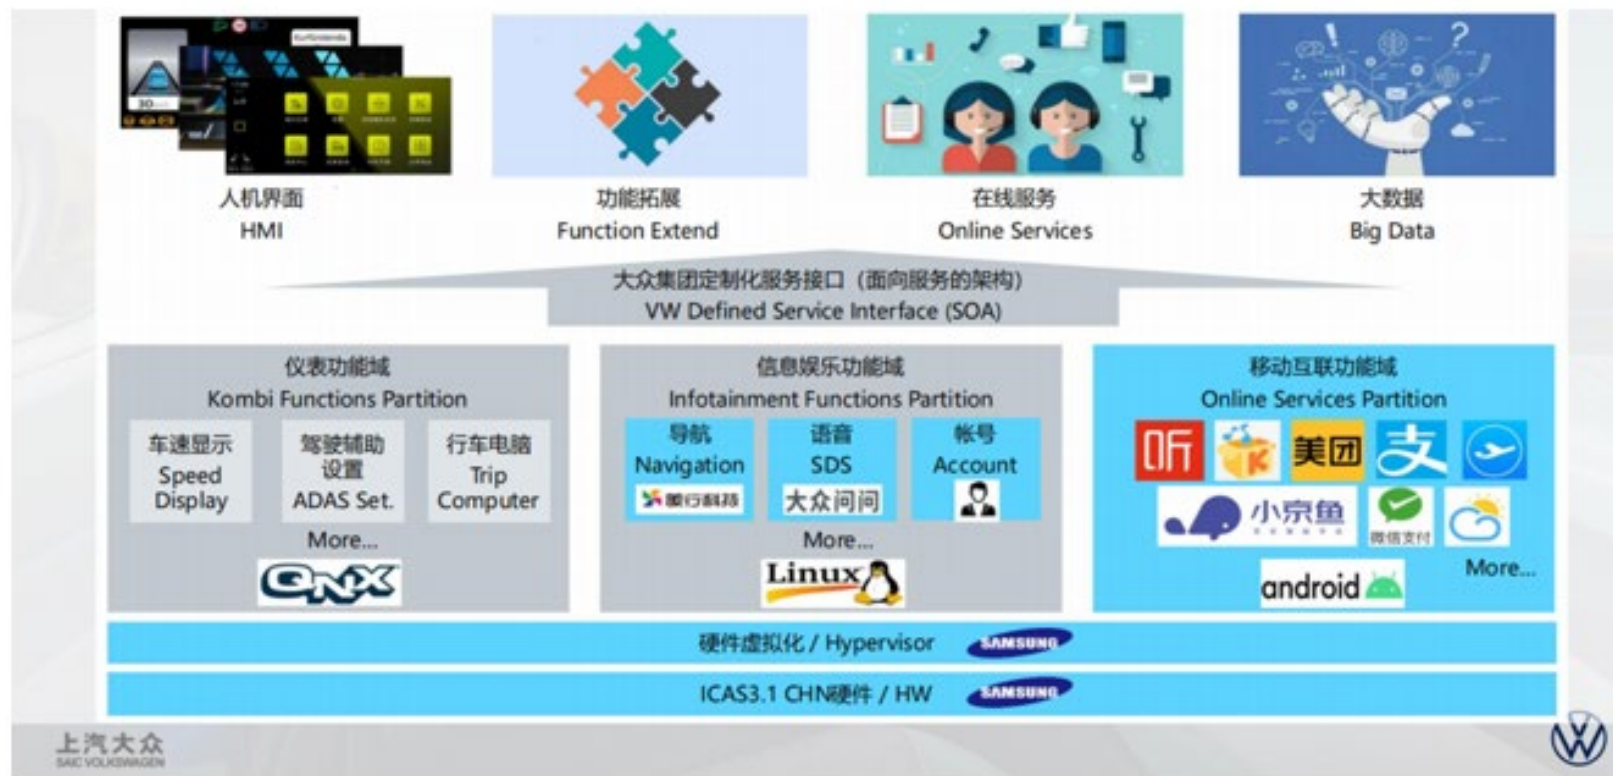 30
人机界面
HMI
功能拓展
Function Extend
在线服务
Online Services
大数据
Big Data
大众集团定制化服务接口（面向服务的架构）
VW Defined Service Interface (SOA)
仪表功能域
Kombi Functions Partition
车速显示
Speed
Display
驾驶辅助
设置
ADAS Set.
行车电脑
Trip
Computer
More...
QNX
信息娱乐功能域
Infotainment Functions Partition
导航
Navigation
语音
SDS
大众问问
帐号
Account
More...
Linux
移动互联功能域
Online Services Partition
听
K
美团
支
小京鱼
微信支付
More...
android
硬件虚拟化 / Hypervisor
SAMSUNG
ICAS3.1 CHN硬件 / HW
SAMSUNG
上汽大众
SAIC VOLKSWAGEN